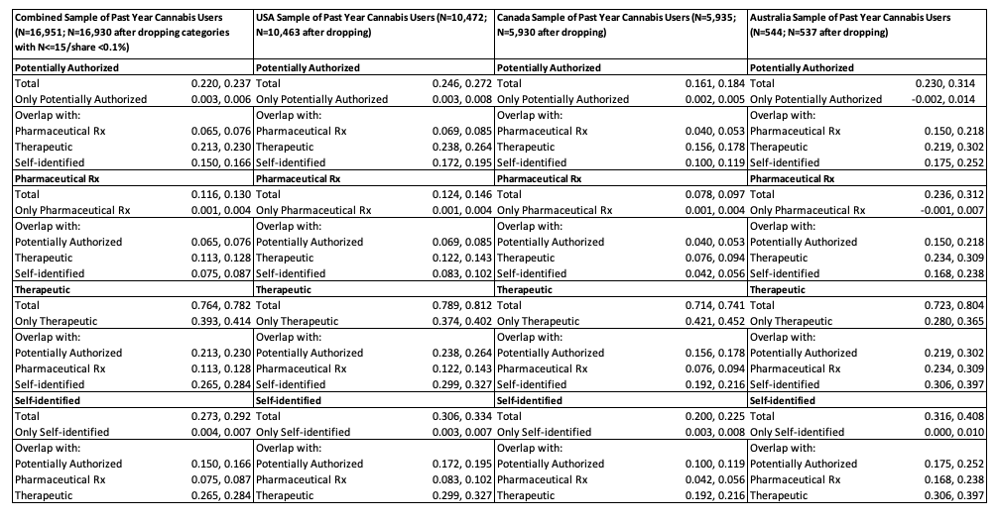 Combined Sample of Past Year Cannabis Users USA Sample of Past Year Cannabis Users (N=10,472; Canada Sample of Past Year Cannabis Users (N=5,935; Australia Sample of Past Year Cannabis Users
(N=16,951; N=16,930 after dropping categories N=10,463 after dropping) N=5,930 after dropping) (N=544; N=537 after dropping)
with N<=15/share <0.1%)
Potentially Authorized Potentially Authorized Potentially Authorized Potentially Authorized
Total 0.220, 0.237 Total 0.246, 0.272 Total 0.161, 0.184 Total 0.230, 0.314
Only Potentially Authorized 0.003, 0.006 Only Potentially Authorized 0.003, 0.008 Only Potentially Authorized 0.002, 0.005 Only Potentially Authorized -0.002, 0.014
Overlap with: Overlap with: Overlap with: Overlap with:
Pharmaceutical Rx 0.065, 0.076 Pharmaceutical Rx 0.069, 0.085 Pharmaceutical Rx 0.040, 0.053 Pharmaceutical Rx 0.150, 0.218
Therapeutic 0.213, 0.230 Therapeutic 0.238, 0.264 Therapeutic 0.156, 0.178 Therapeutic 0.219, 0.302
Self-identified 0.150, 0.166 Self-identified 0.172, 0.195 Self-identified 0.100, 0.119 Self-identified 0.175, 0.252
Pharmaceutical Rx Pharmaceutical Rx Pharmaceutical Rx Pharmaceutical Rx
Total 0.116, 0.130 Total 0.124, 0.146 Total 0.078, 0.097 Total 0.236, 0.312
Only Pharmaceutical Rx 0.001, 0.004 Only Pharmaceutical Rx 0.001, 0.004 Only Pharmaceutical Rx 0.001, 0.004 Only Pharmaceutical Rx -0.001, 0.007
Overlap with: Overlap with: Overlap with: Overlap with:
Potentially Authorized 0.065, 0.076 Potentially Authorized 0.069, 0.085 Potentially Authorized 0.040, 0.053 Potentially Authorized 0.150, 0.218
Therapeutic 0.113, 0.128 Therapeutic 0.122, 0.143 Therapeutic 0.076, 0.094 Therapeutic 0.234, 0.309
Self-identified 0.075, 0.087 Self-identified 0.083, 0.102 Self-identified 0.042, 0.056 Self-identified 0.168, 0.238
Therapeutic Therapeutic Therapeutic Therapeutic
Total 0.764, 0.782 Total 0.789, 0.812 Total 0.714, 0.741 Total 0.723, 0.804
Only Therapeutic 0.393, 0.414 Only Therapeutic 0.374, 0.402 Only Therapeutic 0.421, 0.452 Only Therapeutic 0.280, 0.365
Overlap with: Overlap with: Overlap with: Overlap with:
Potentially Authorized 0.213, 0.230 Potentially Authorized 0.238, 0.264 Potentially Authorized 0.156, 0.178 Potentially Authorized 0.219, 0.302
Pharmaceutical Rx 0.113, 0.128 Pharmaceutical Rx 0.122, 0.143 Pharmaceutical Rx 0.076, 0.094 Pharmaceutical Rx 0.234, 0.309
Self-identified 0.265, 0.284 Self-identified 0.299, 0.327 Self-identified 0.192, 0.216 Self-identified 0.306, 0.397
Self-identified Self-identified Self-identified Self-identified
Total 0.273, 0.292 Total 0.306, 0.334 Total 0.200, 0.225 Total 0.316, 0.408
Only Self-identified 0.004, 0.007 Only Self-identified 0.003, 0.007 Only Self-identified 0.003, 0.008 Only Self-identified 0.000, 0.010
Overlap with: Overlap with: Overlap with: Overlap with:
Potentially Authorized 0.150, 0.166 Potentially Authorized 0.172, 0.195 Potentially Authorized 0.100, 0.119 Potentially Authorized 0.175, 0.252
Pharmaceutical Rx 0.075, 0.087 Pharmaceutical Rx 0.083, 0.102 Pharmaceutical Rx 0.042, 0.056 Pharmaceutical Rx 0.168, 0.238
Therapeutic 0.265, 0.284 Therapeutic 0.299, 0.327 Therapeutic 0.192, 0.216 Therapeutic 0.306, 0.397